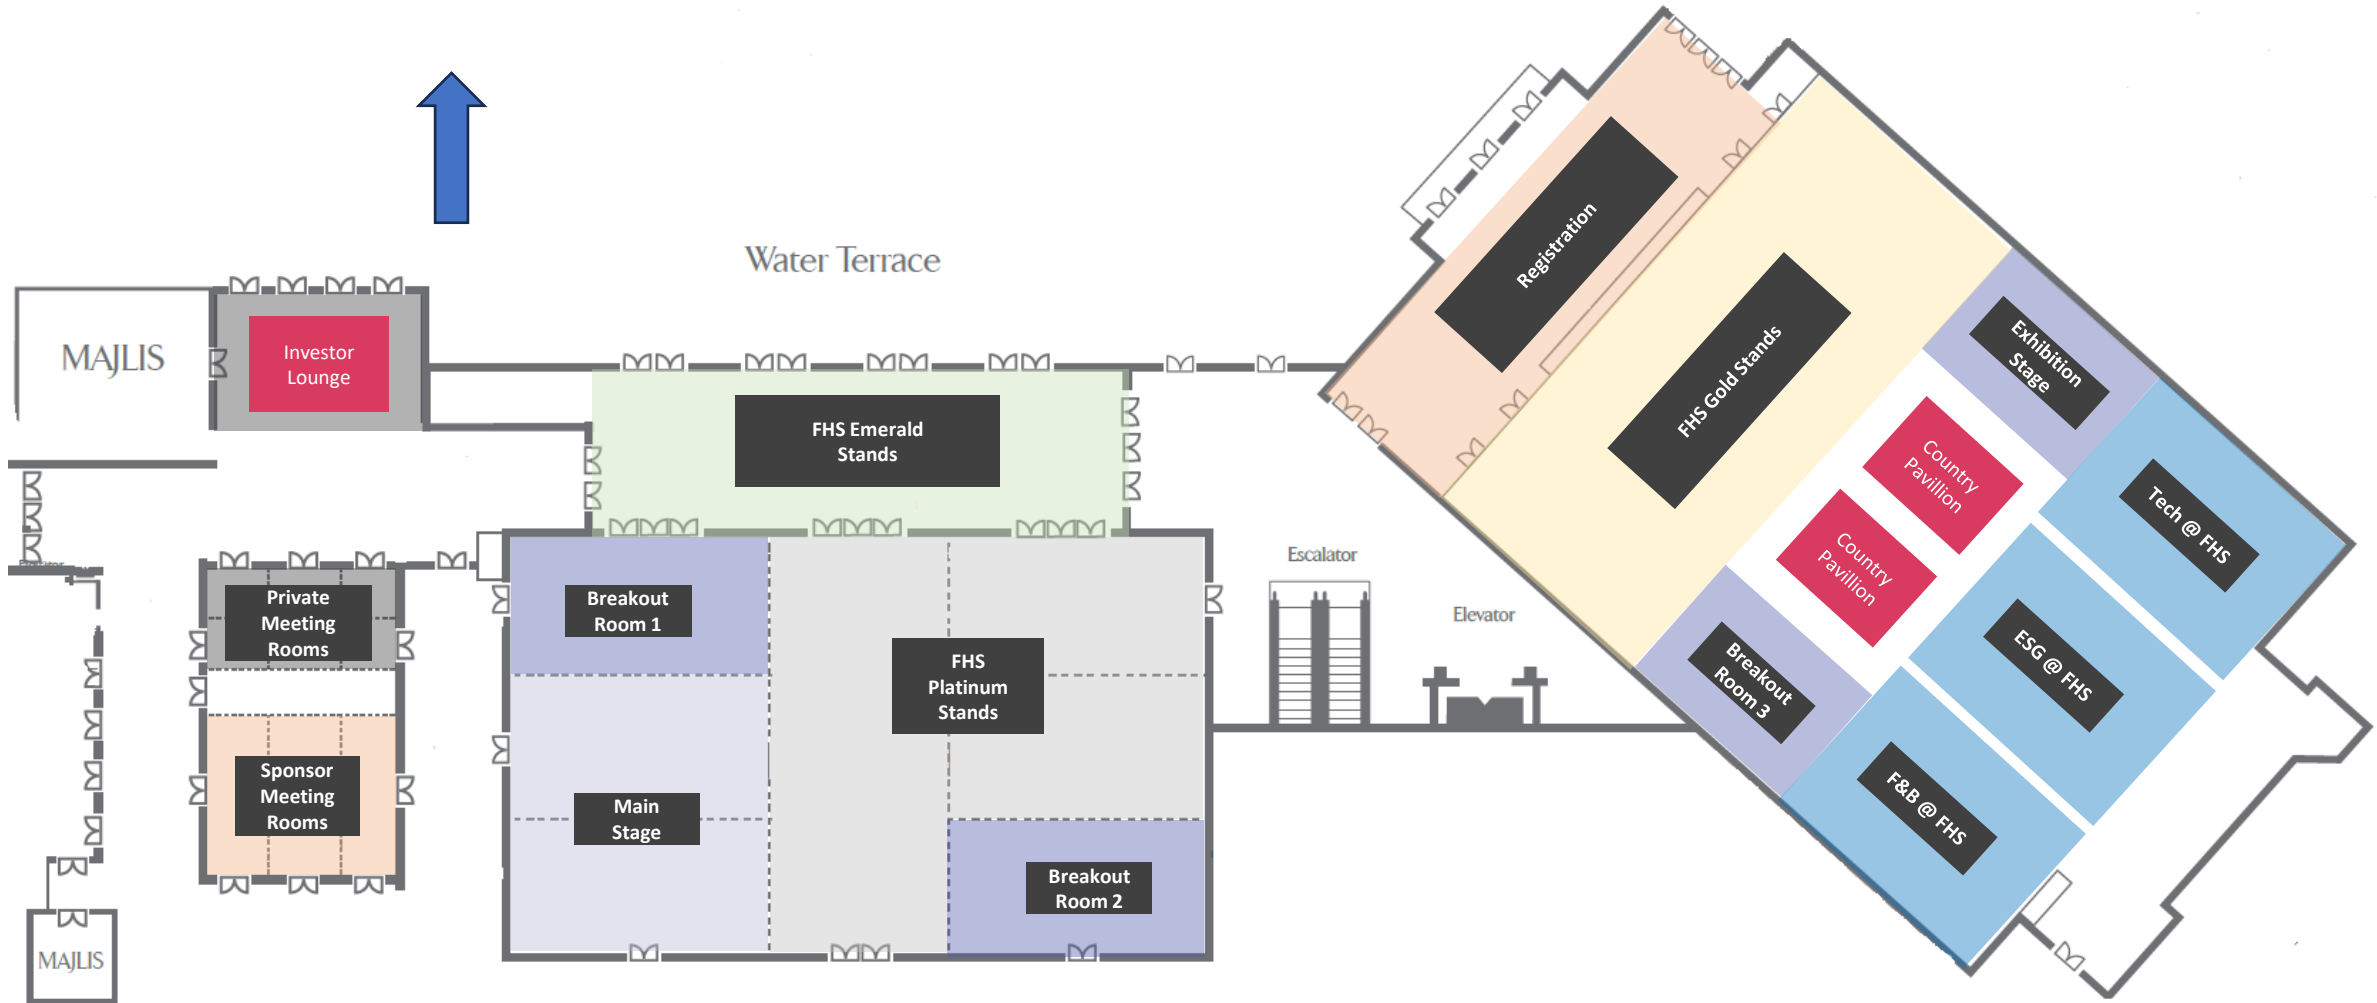 Water Terrace
Registration
MAJLIS
Investor
Lounge
FHS Gold Stands
Exhibition
Stage
FHS Emerald
Stands
Country
Pavillion
Country
Pavillion
Tech @ FHS
Escalator
Elevator
Private
Meeting
Rooms
Breakout
Room 1
FHS
Platinum
Stands
Breakout
Room 3
ESG @ FHS
Sponsor
Meeting
Rooms
Main
Stage
F&B @ FHS
Breakout
Room 2
MAJLIS